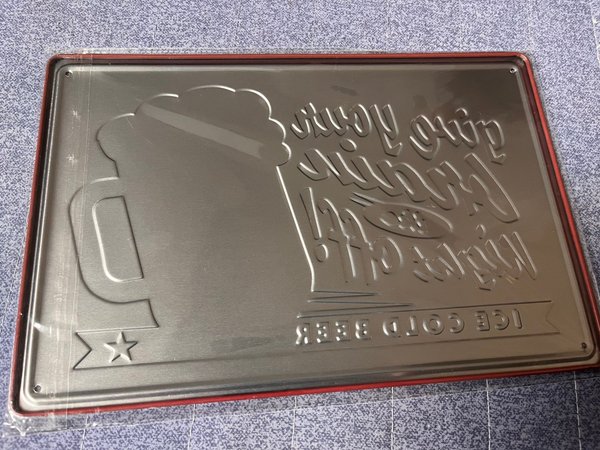 give your
brain
night off!
ICE COLD BEER